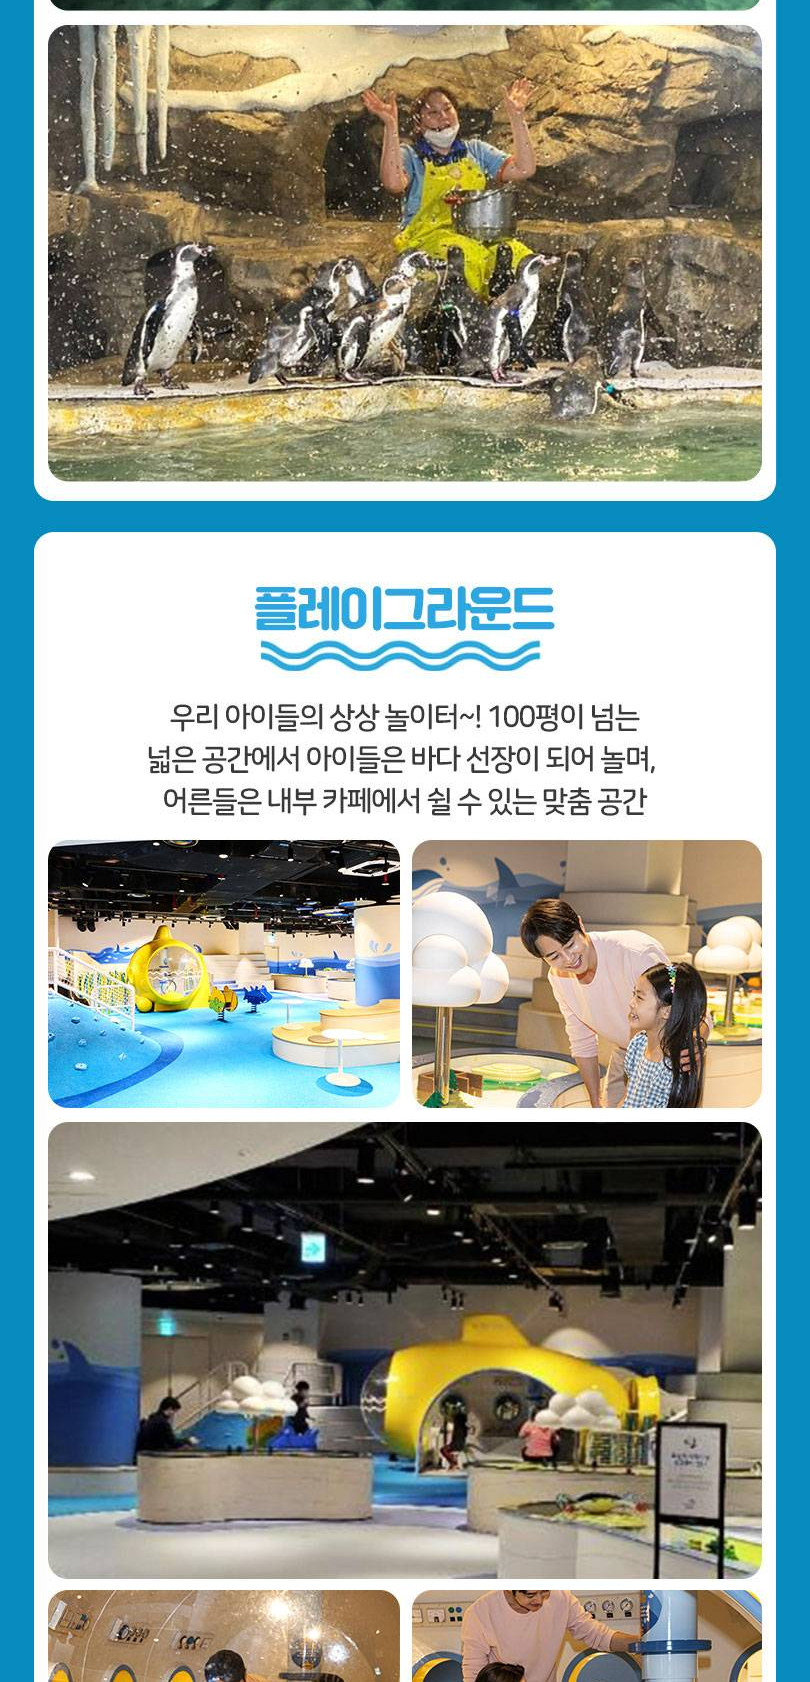 플레이그라운드
우리 아이들의 상상 놀이터~! 100평이 넘는
넓은 공간에서 아이들은 바다 선장이 되어 놀며,
어른들은 내부 카페에서 쉴 수 있는 맞춤 공간